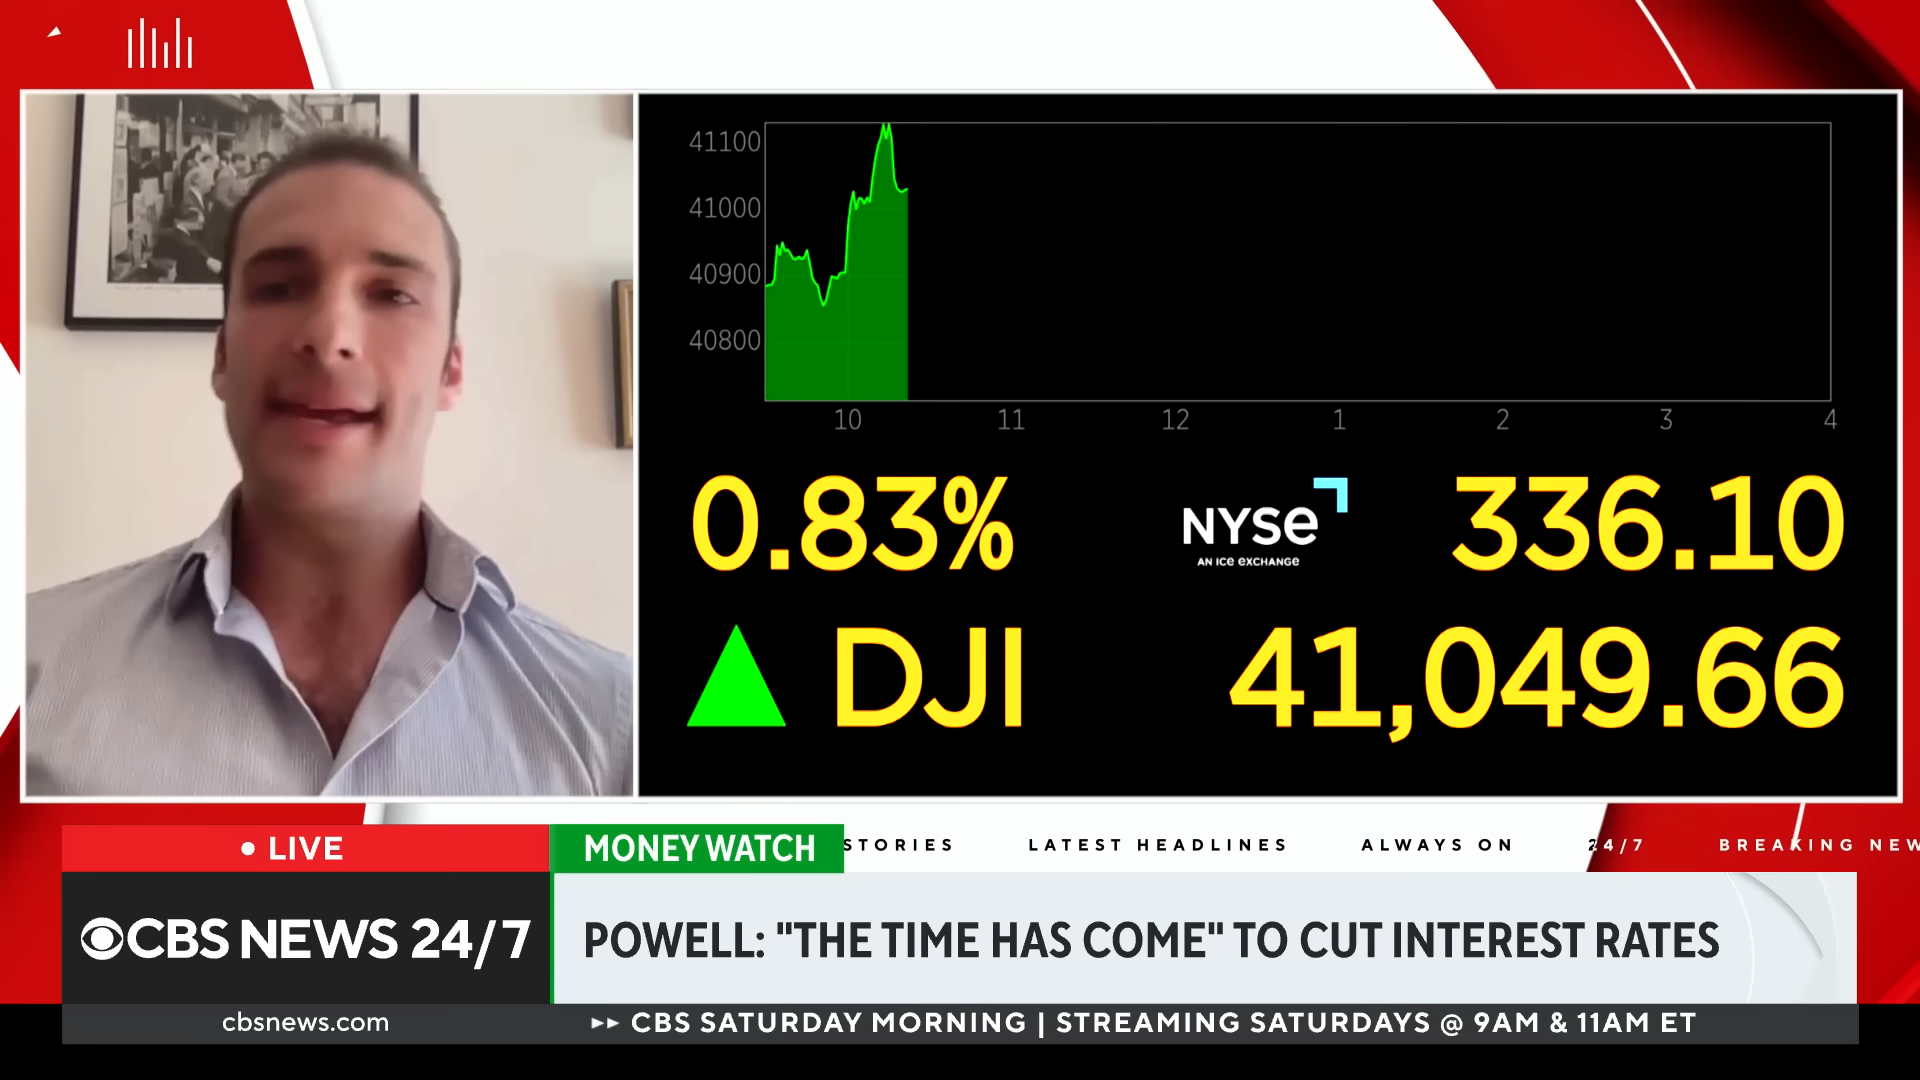 41100
41000
40900
40800
10 11 12 1 2 3 4
0.83%
NYSE
AN ICE EXCHANGE
336.10
DJI
41,049.66
LIVE
MONEY WATCH
STORIES LATEST HEADLINES ALWAYS ON 24/7 BREAKING NEW
CBS NEWS 24/7
POWELL: "THE TIME HAS COME" TO CUT INTEREST RATES
cbsnews.com
CBS SATURDAY MORNING | STREAMING SATURDAYS @ 9AM & 11AM ET